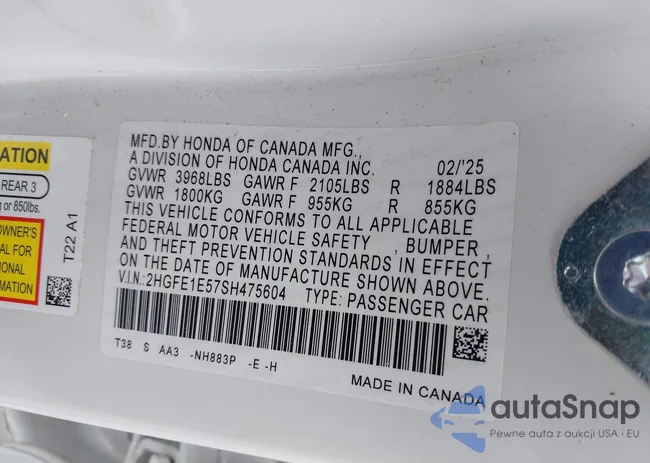 ATION
REAR 3
g or 850lbs.
OWNER'S
AL FOR
IONAL
RMATION
T22 A1
MFD.BY HONDA OF CANADA MFG.,
A DIVISION OF HONDA CANADA INC. 02/'25
GVWR 3968LBS GAWR F 2105LBS R 1884LBS
GVWR 1800KG GAWR F 955KG R 855KG
THIS VEHICLE CONFORMS TO ALL APPLICABLE
FEDERAL MOTOR VEHICLE SAFETY , BUMPER ,
AND THEFT PREVENTION STANDARDS IN EFFECT
ON THE DATE OF MANUFACTURE SHOWN ABOVE.
V.I.N.:2HGFE1E57SH475604 TYPE: PASSENGER CAR
T38 S AA3 -NH883P -E -H
MADE IN CANADA
autaSnap
Pewne auta z aukcji USA i EU